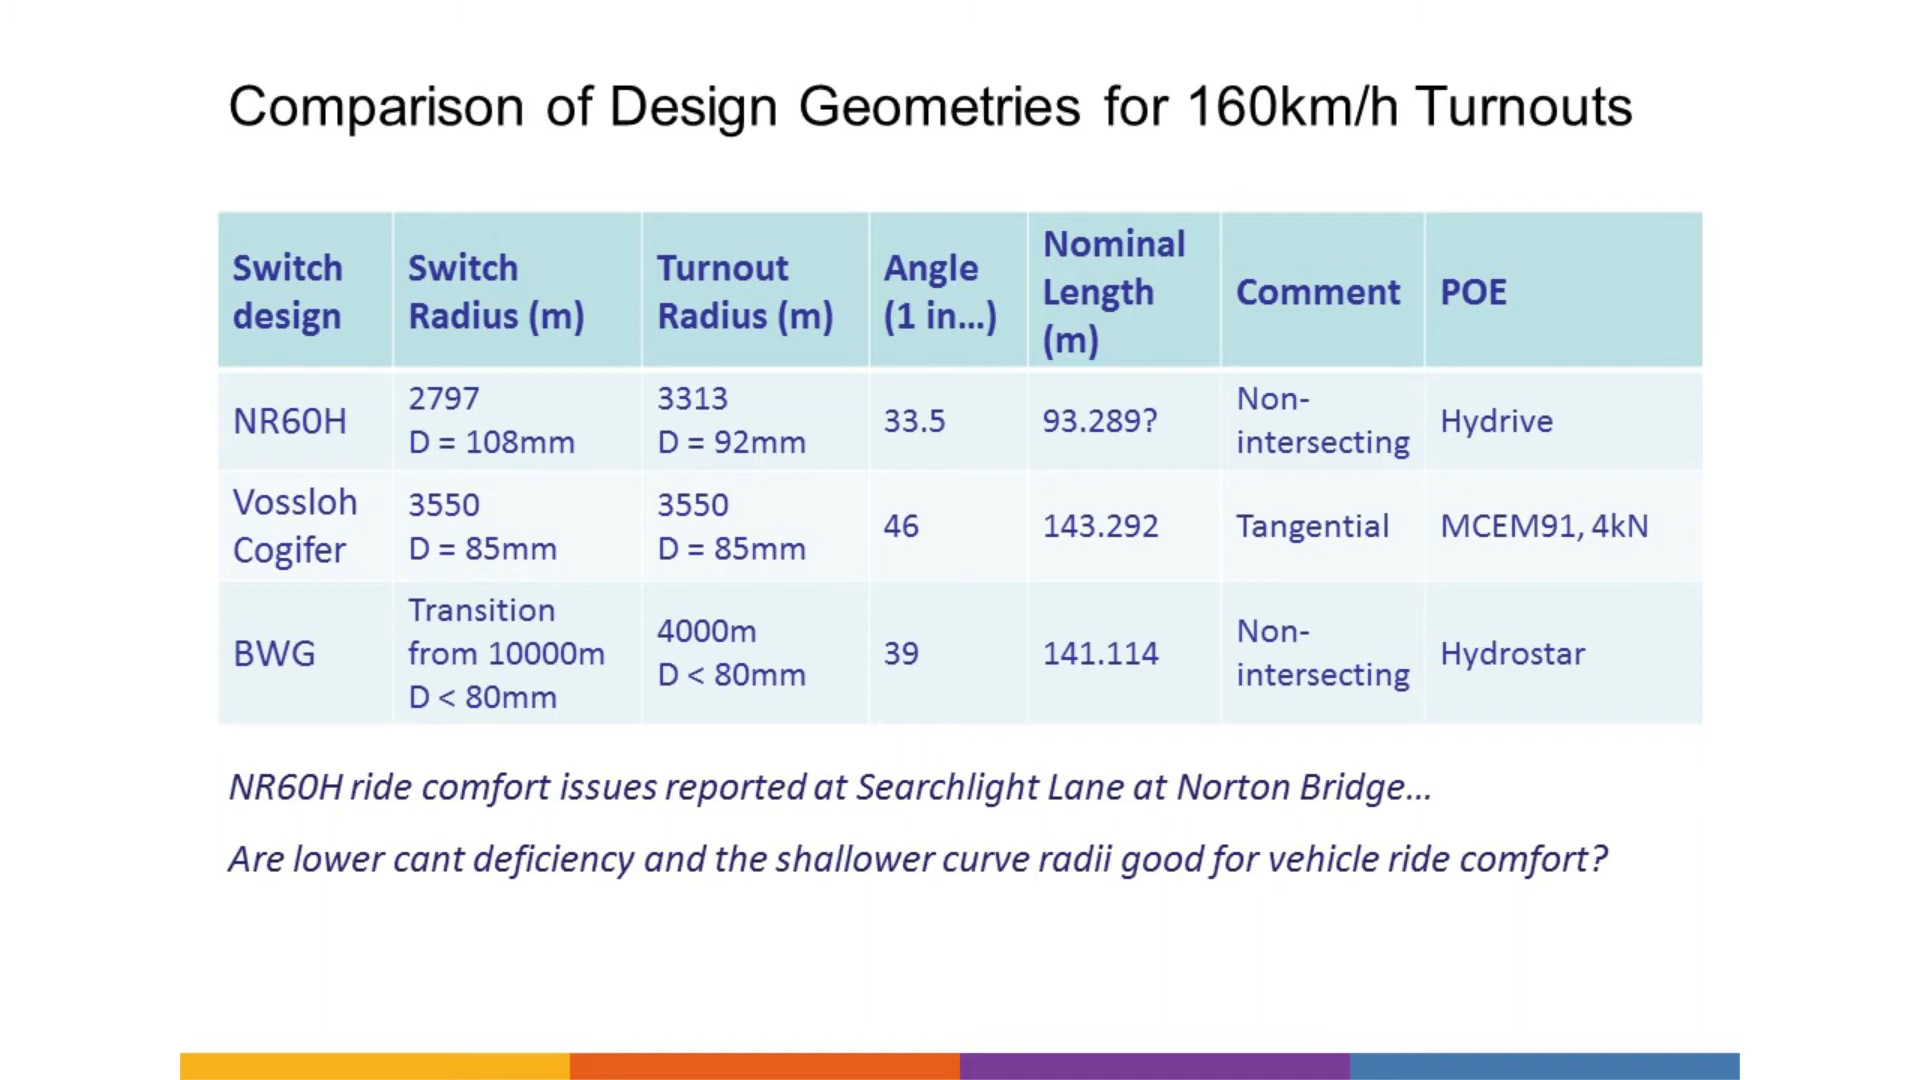 Comparison of Design Geometries for 160km/h Turnouts
Switch design
Switch Radius (m)
Turnout Radius (m)
Angle (1 in...)
Nominal Length (m)
Comment
POE
NR60H
2797
D = 108mm
3313
D = 92mm
33.5
93.289?
Non-intersecting
Hydrive
Vossloh Cogifer
3550
D = 85mm
3550
D = 85mm
46
143.292
Tangential
MCEM91, 4kN
BWG
Transition from 10000m
D < 80mm
4000m
D < 80mm
39
141.114
Non-intersecting
Hydrostar
NR60H ride comfort issues reported at Searchlight Lane at Norton Bridge...
Are lower cant deficiency and the shallower curve radii good for vehicle ride comfort?